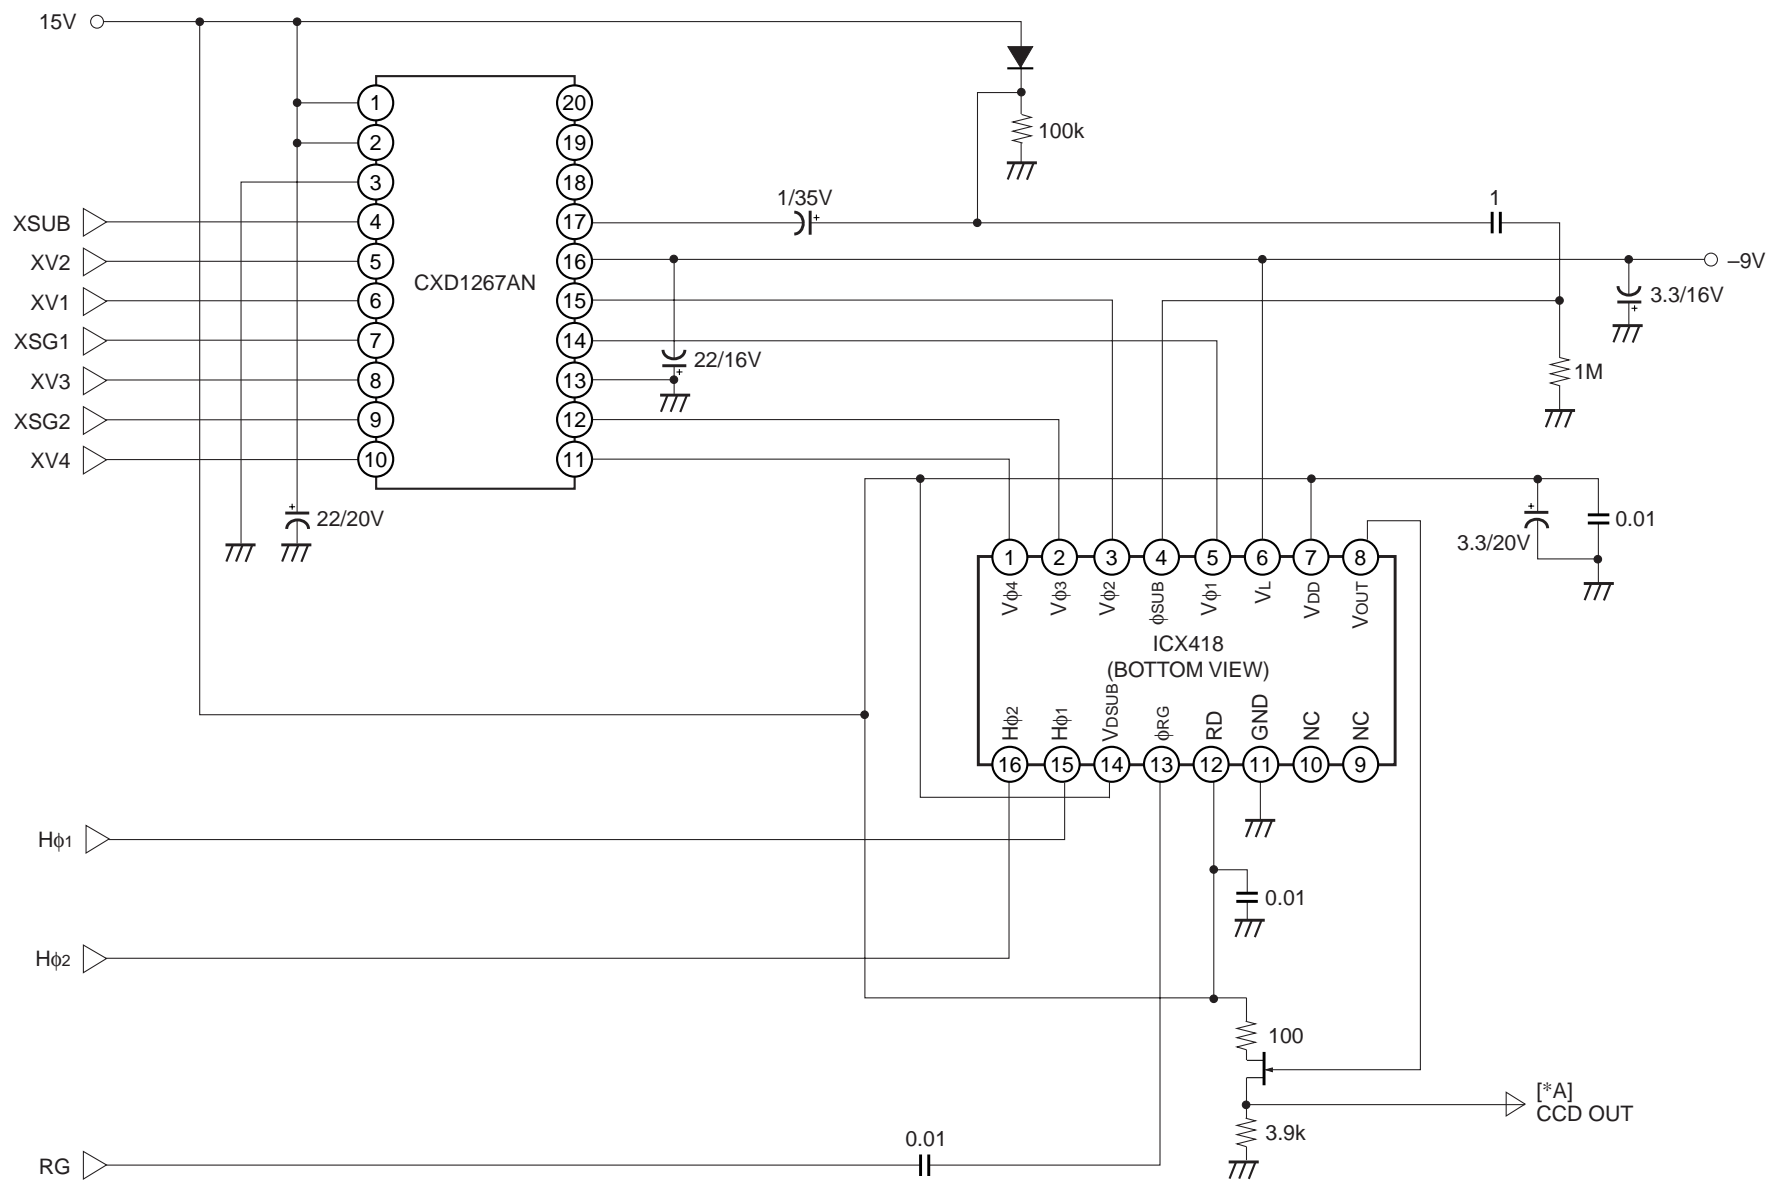 15V
1
2
3
4
5
6
7
8
9
10
20
19
18
17
16
15
14
13
12
11
CXD1267AN
XSUB
XV2
XV1
XSG1
XV3
XSG2
XV4
100k
1/35V
+
1
–9V
3.3/16V
+
22/16V
+
1M
+
22/20V
+
3.3/20V
0.01
1
2
3
4
5
6
7
8
Vϕ4
Vϕ3
Vϕ2
ϕSUB
Vϕ1
VL
VDD
VOUT
ICX418
(BOTTOM VIEW)
Hϕ2
Hϕ1
VDSUB
ϕRG
RD
GND
NC
NC
16
15
14
13
12
11
10
9
Hϕ1
0.01
Hϕ2
100
[*A]
CCD OUT
3.9k
0.01
RG